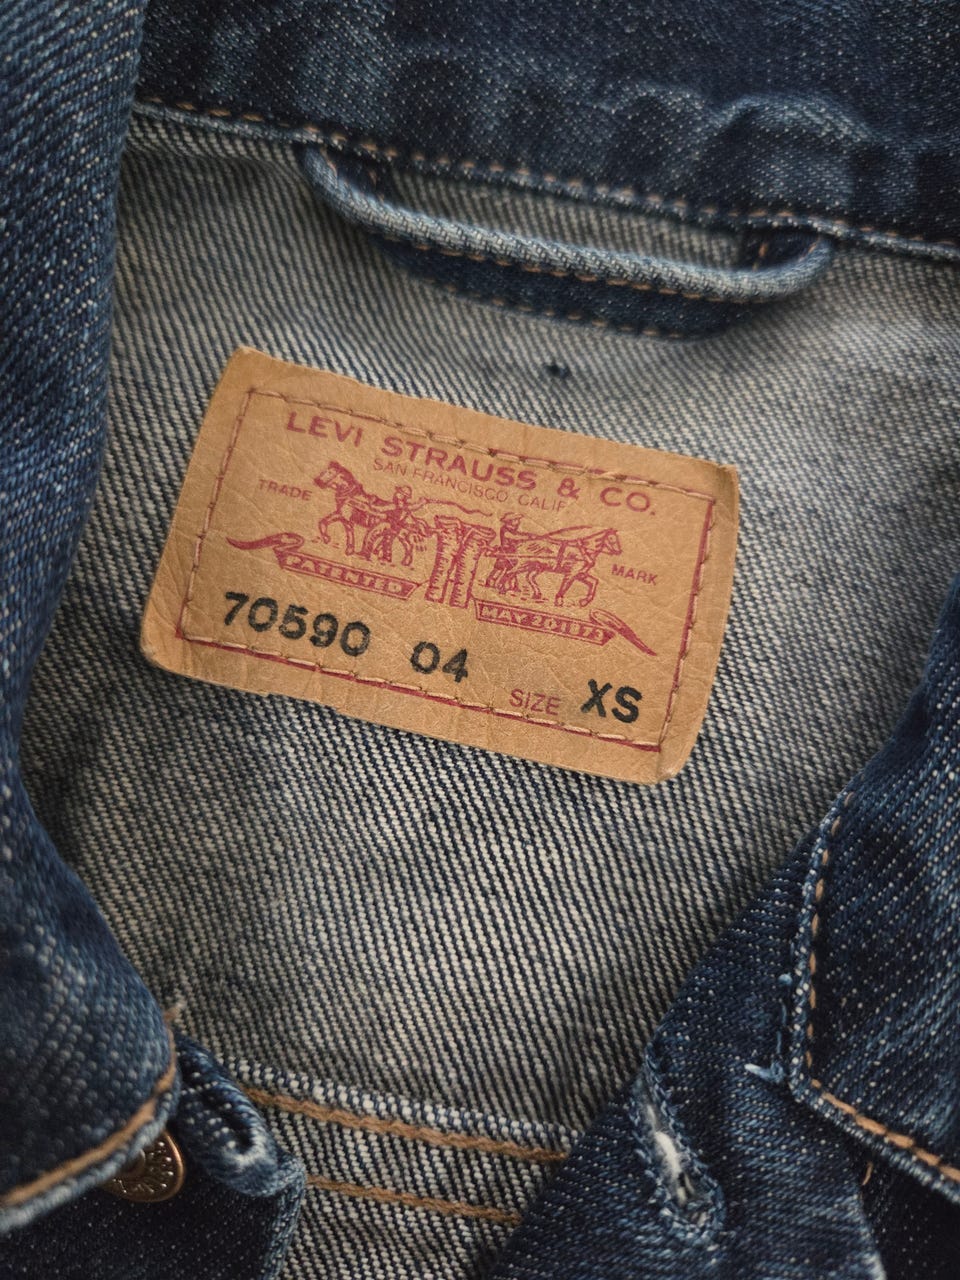 LEVI STRAUSS & CO.
SAN FRANCISCO CALIF
TRADE MARK
PATENTED
MAY 20 1873
70590 04
SIZE XS